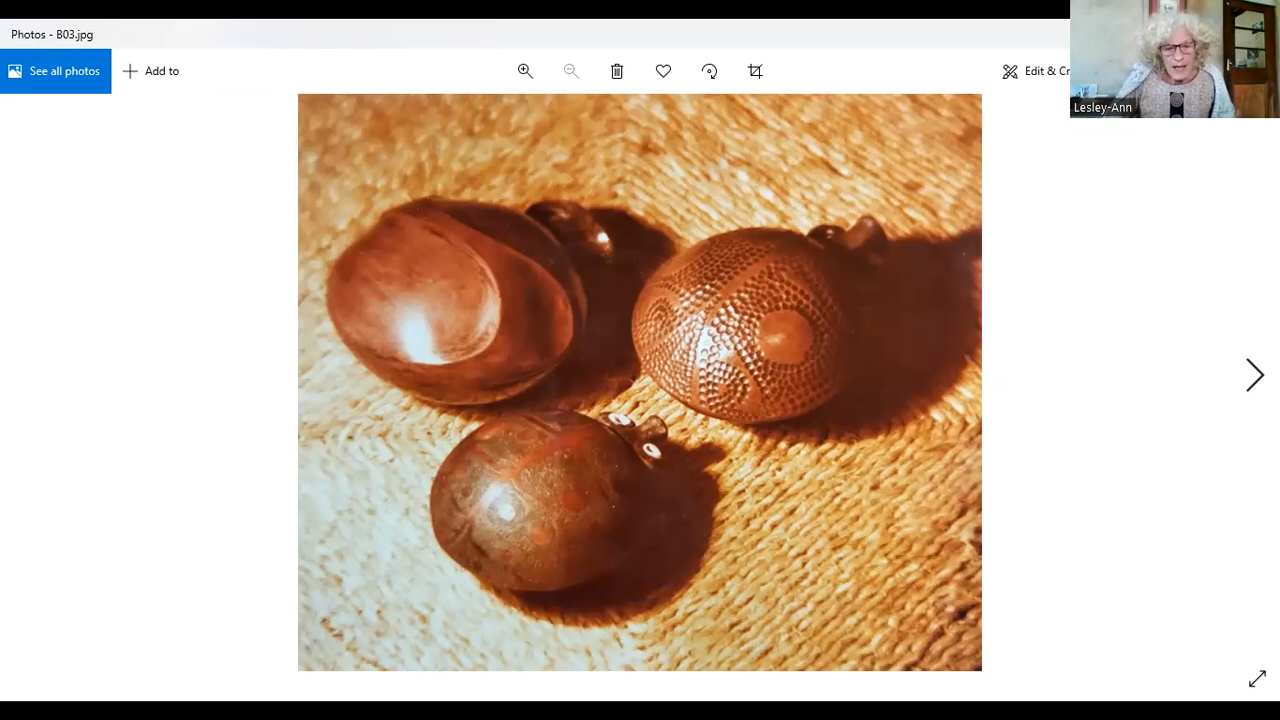 Photos - B03.jpg
See all photos
Add to
Edit & Cr
Lesley-Ann